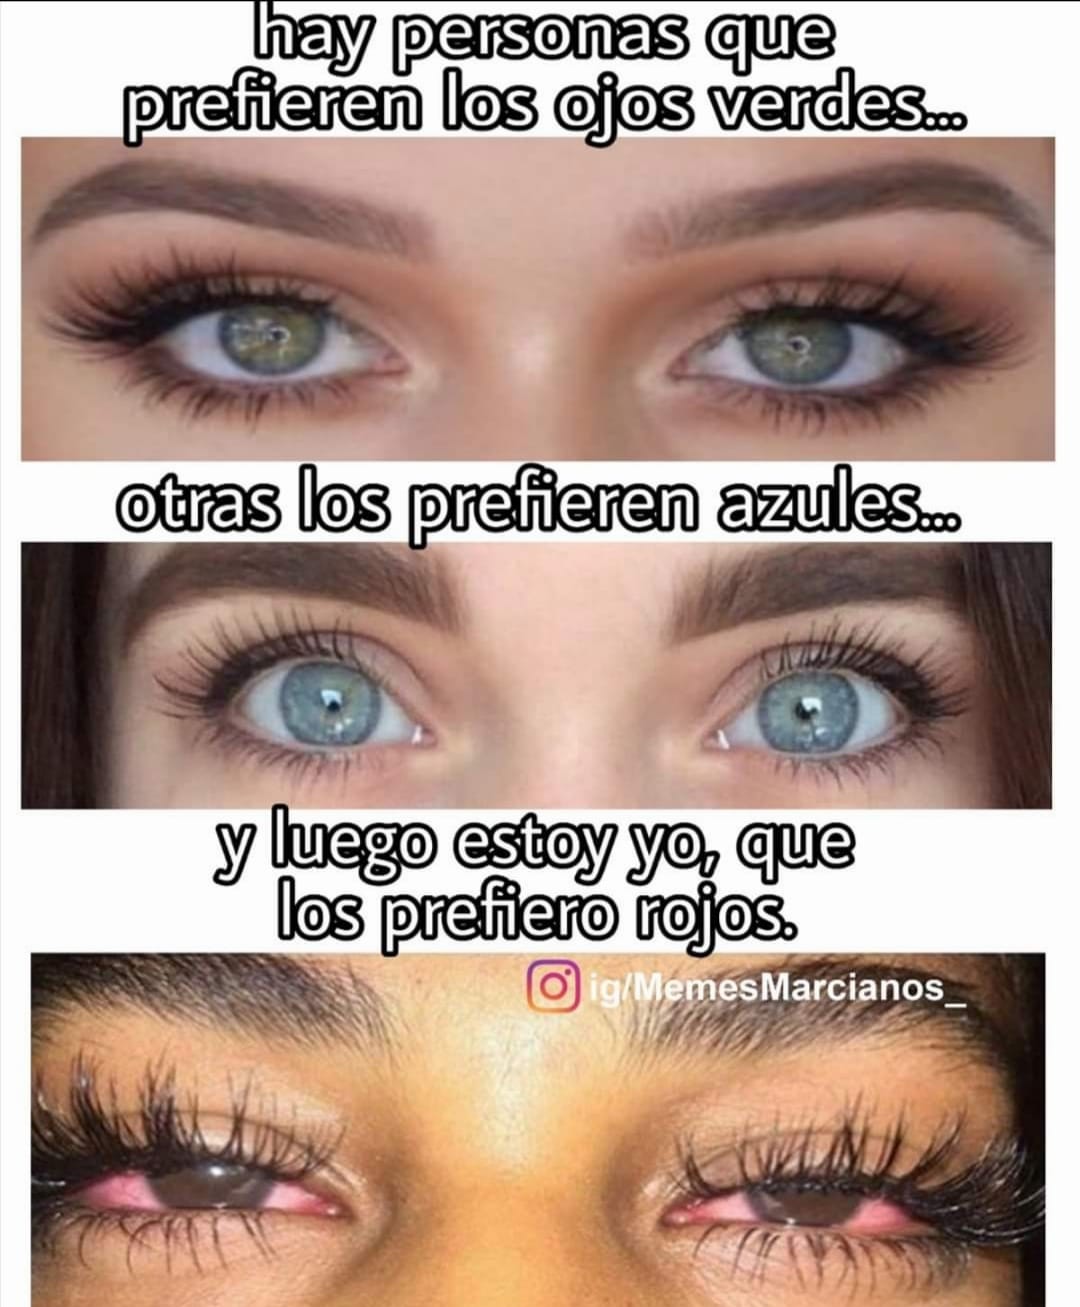 hay personas que
prefieren los ojos verdes...
otras los prefieren azules...
y luego estoy yo, que
los prefiero rojos.
ig/MemesMarcianos_